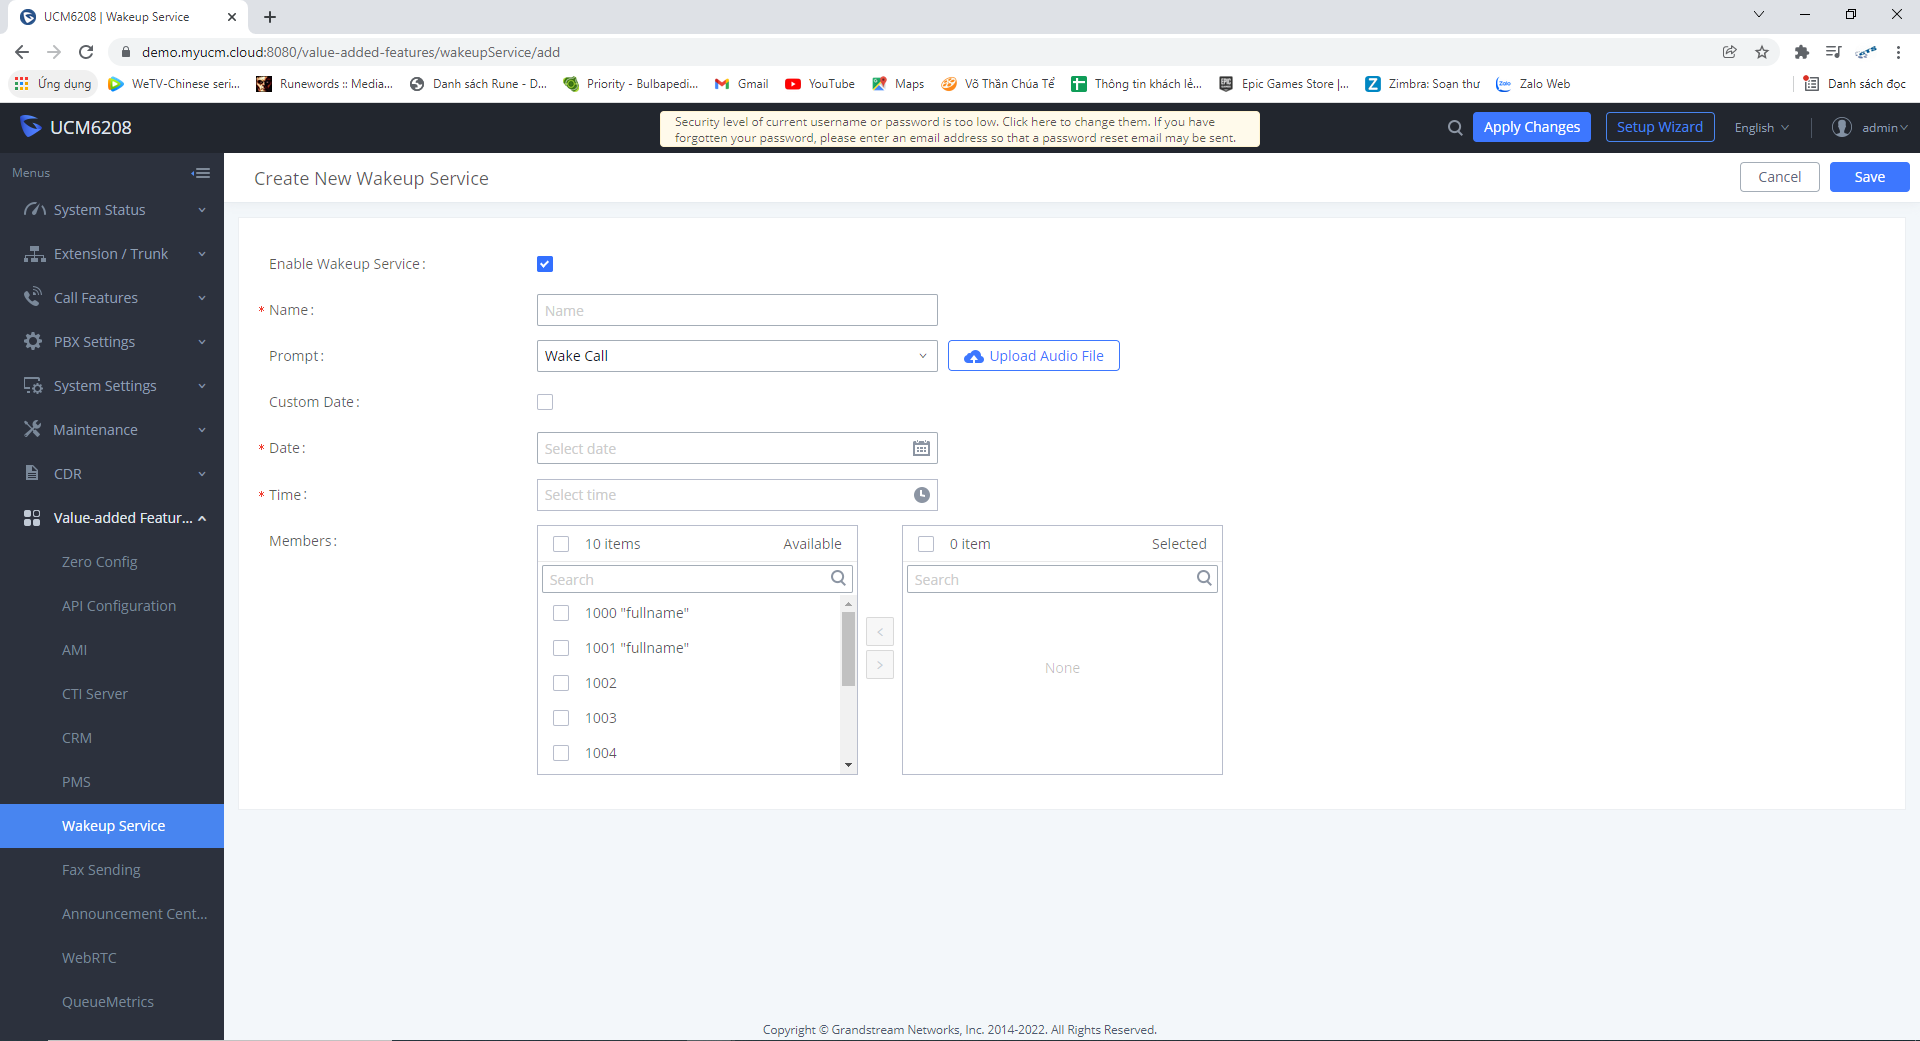 UCM6208 | Wakeup Service
demo.myucm.cloud:8080/value-added-features/wakeupService/add
Ứng dụng
WeTV-Chinese seri...
Runewords :: Media...
Danh sách Rune - D...
Priority - Bulbapedi...
Gmail
YouTube
Maps
Võ Thần Chúa Tể
Thông tin khách lẻ...
Epic Games Store |...
Zimbra: Soạn thư
Zalo Web
Danh sách đọc
UCM6208
Security level of current username or password is too low. Click here to change them. If you have
forgotten your password, please enter an email address so that a password reset email may be sent.
Apply Changes
Setup Wizard
English
admin
Menus
System Status
Extension / Trunk
Call Features
PBX Settings
System Settings
Maintenance
CDR
Value-added Featur...
Zero Config
API Configuration
AMI
CTI Server
CRM
PMS
Wakeup Service
Fax Sending
Announcement Cent...
WebRTC
QueueMetrics
Create New Wakeup Service
Cancel
Save
Enable Wakeup Service:
* Name:
Name
Prompt:
Wake Call
Upload Audio File
Custom Date:
* Date:
Select date
* Time:
Select time
Members:
10 items
Available
Search
1000 "fullname"
1001 "fullname"
1002
1003
1004
0 item
Selected
Search
None
Copyright © Grandstream Networks, Inc. 2014-2022. All Rights Reserved.